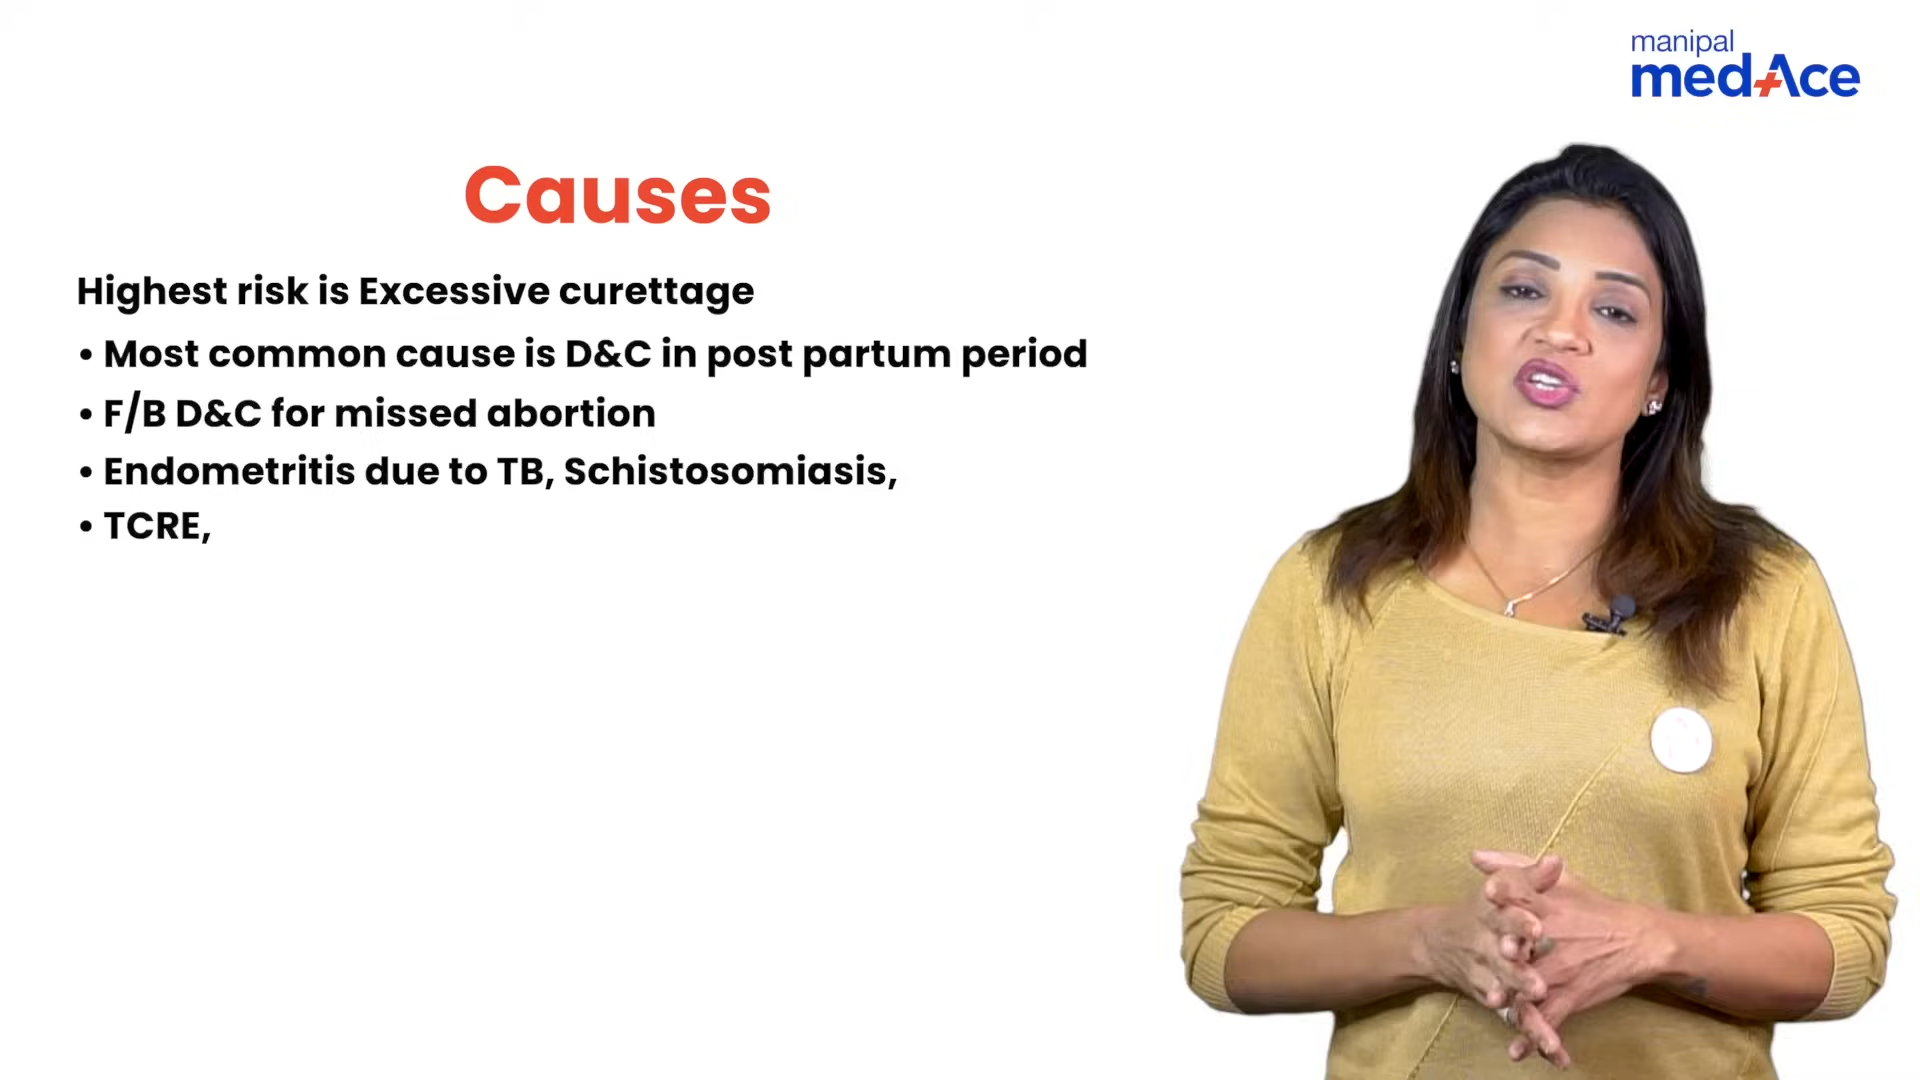 manipal
medAce
Causes
Highest risk is Excessive curettage
• Most common cause is D&C in post partum period
• F/B D&C for missed abortion
• Endometritis due to TB, Schistosomiasis,
• TCRE,